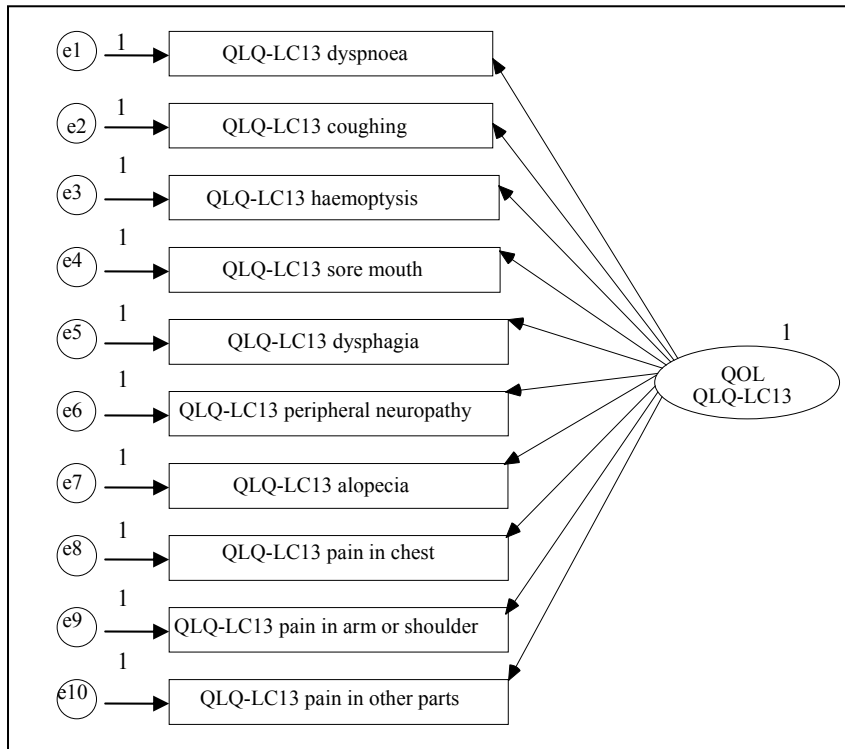 e1
1
QLQ-LC13 dyspnoea
e2
1
QLQ-LC13 coughing
e3
1
QLQ-LC13 haemoptysis
e4
1
QLQ-LC13 sore mouth
e5
1
QLQ-LC13 dysphagia
e6
1
QLQ-LC13 peripheral neuropathy
e7
1
QLQ-LC13 alopecia
e8
1
QLQ-LC13 pain in chest
e9
1
QLQ-LC13 pain in arm or shoulder
e10
1
QLQ-LC13 pain in other parts
1
QOL
QLQ-LC13